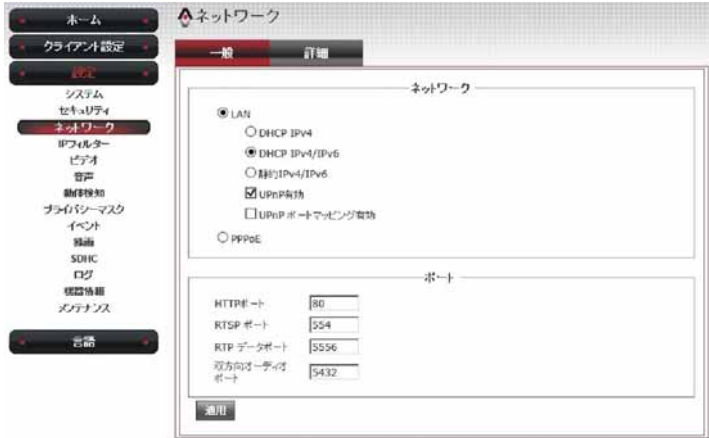 ホーム
クライアント設定
設定
システム
セキュリティ
ネットワーク
IPフィルター
ビデオ
音声
動体検知
プライバシーマスク
イベント
録画
SDHC
ログ
機器情報
メンテナンス
言語
ネットワーク
一般
詳細
ネットワーク
LAN
DHCP IPv4
DHCP IPv4/IPv6
静的IPv4/IPv6
UPnP有効
UPnP ポートマッピング有効
PPPoE
ポート
HTTPポート 80
RTSP ポート 554
RTP データポート 5556
双方向オーディオ
ポート 5432
適用